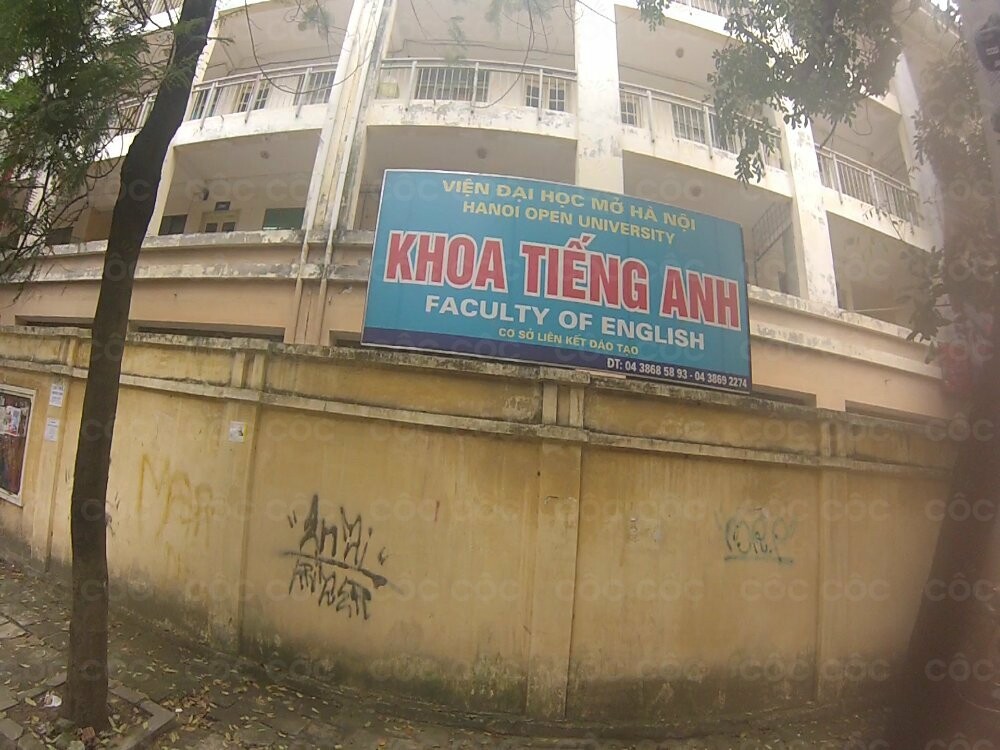 VIỆN ĐẠI HỌC MỞ HÀ NỘI
HANOI OPEN UNIVERSITY
KHOA TIẾNG ANH
FACULTY OF ENGLISH
CƠ SỞ LIÊN KẾT ĐÀO TẠO
ĐT: 04 3868 58 93 - 04 3869 2274